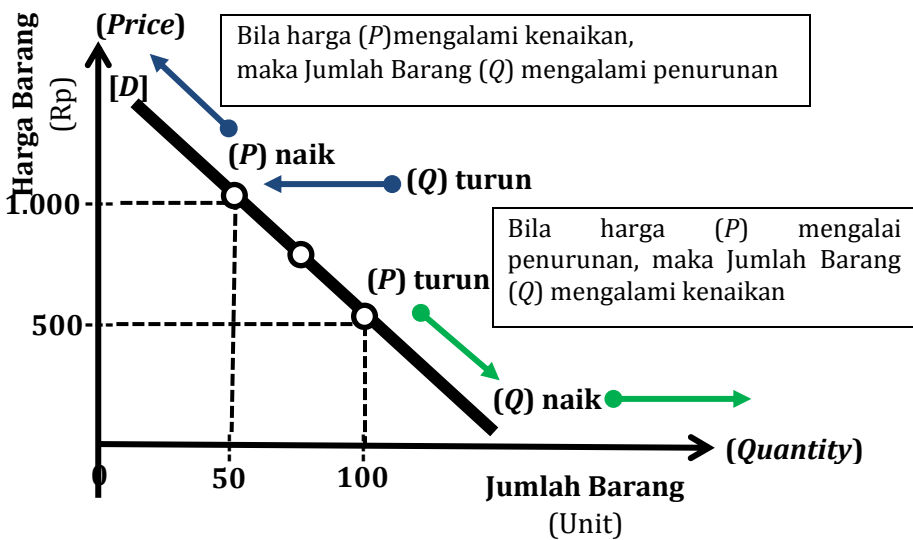 (Price)
Harga Barang
(Rp)
Bila harga (P)mengalami kenaikan,
maka Jumlah Barang (Q) mengalami penurunan
[D]
(P) naik
(Q) turun
1.000
Bila harga (P) mengalai
penurunan, maka Jumlah Barang
(Q) mengalami kenaikan
(P) turun
500
(Q) naik
(Quantity)
0
50
100
Jumlah Barang
(Unit)